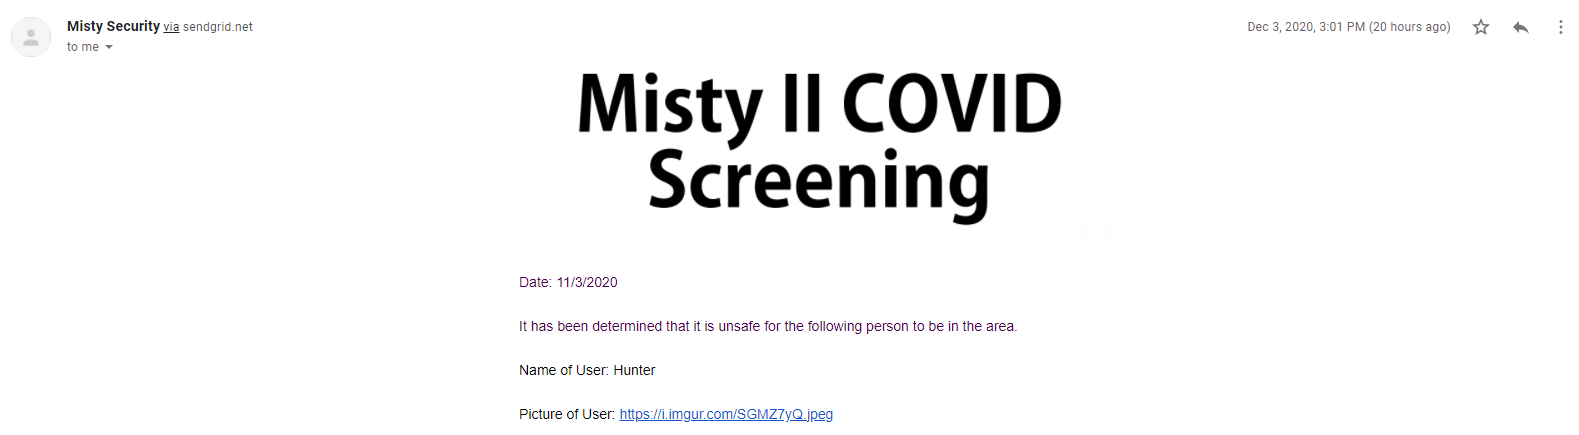 Misty Security via sendgrid.net
Dec 3, 2020, 3:01 PM (20 hours ago)
to me
Misty II COVID
Screening
Date: 11/3/2020
It has been determined that it is unsafe for the following person to be in the area.
Name of User: Hunter
Picture of User: https://i.imgur.com/SGMZ7yQ.jpeg